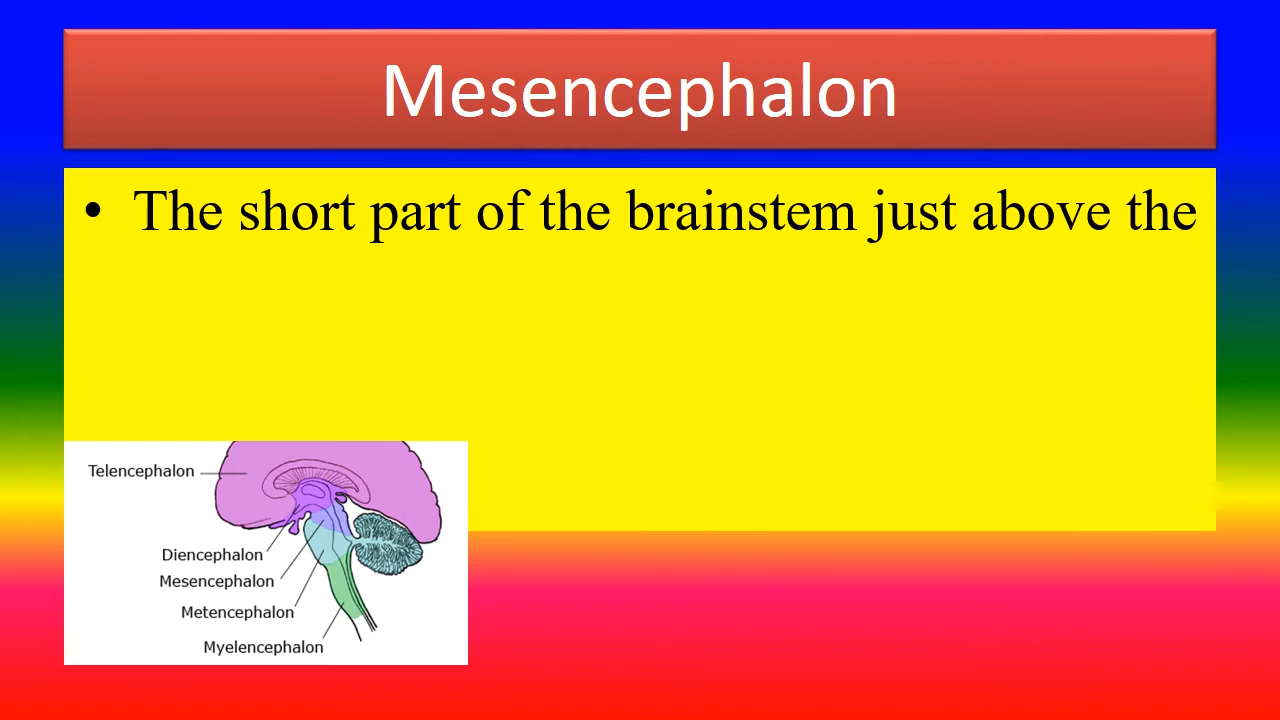 Mesencephalon
• The short part of the brainstem just above the
Telencephalon
Diencephalon
Mesencephalon
Metencephalon
Myelencephalon